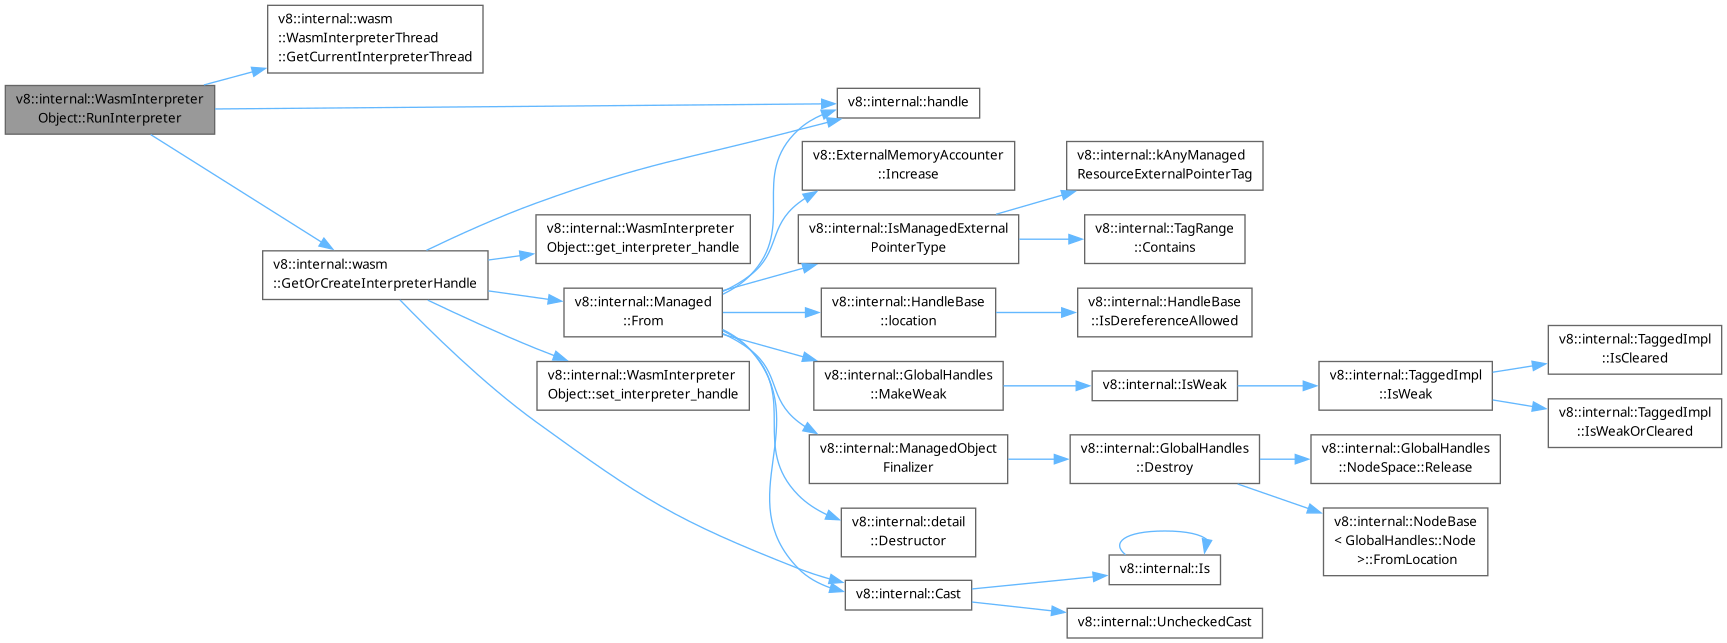 v8::internal::wasm
::WasmInterpreterThread
::GetCurrentInterpreterThread
v8::internal::WasmInterpreter
Object::RunInterpreter
v8::internal::handle
v8::ExternalMemoryAccounter
::Increase
v8::internal::kAnyManaged
ResourceExternalPointerTag
v8::internal::WasmInterpreter
Object::get_interpreter_handle
v8::internal::IsManagedExternal
PointerType
v8::internal::TagRange
::Contains
v8::internal::wasm
::GetOrCreateInterpreterHandle
v8::internal::Managed
::From
v8::internal::HandleBase
::location
v8::internal::HandleBase
::IsDereferenceAllowed
v8::internal::WasmInterpreter
Object::set_interpreter_handle
v8::internal::GlobalHandles
::MakeWeak
v8::internal::IsWeak
v8::internal::TaggedImpl
::IsWeak
v8::internal::TaggedImpl
::IsCleared
v8::internal::TaggedImpl
::IsWeakOrCleared
v8::internal::ManagedObject
Finalizer
v8::internal::GlobalHandles
::Destroy
v8::internal::GlobalHandles
::NodeSpace::Release
v8::internal::detail
::Destructor
v8::internal::NodeBase
< GlobalHandles::Node
>::FromLocation
v8::internal::Cast
v8::internal::Is
v8::internal::UncheckedCast